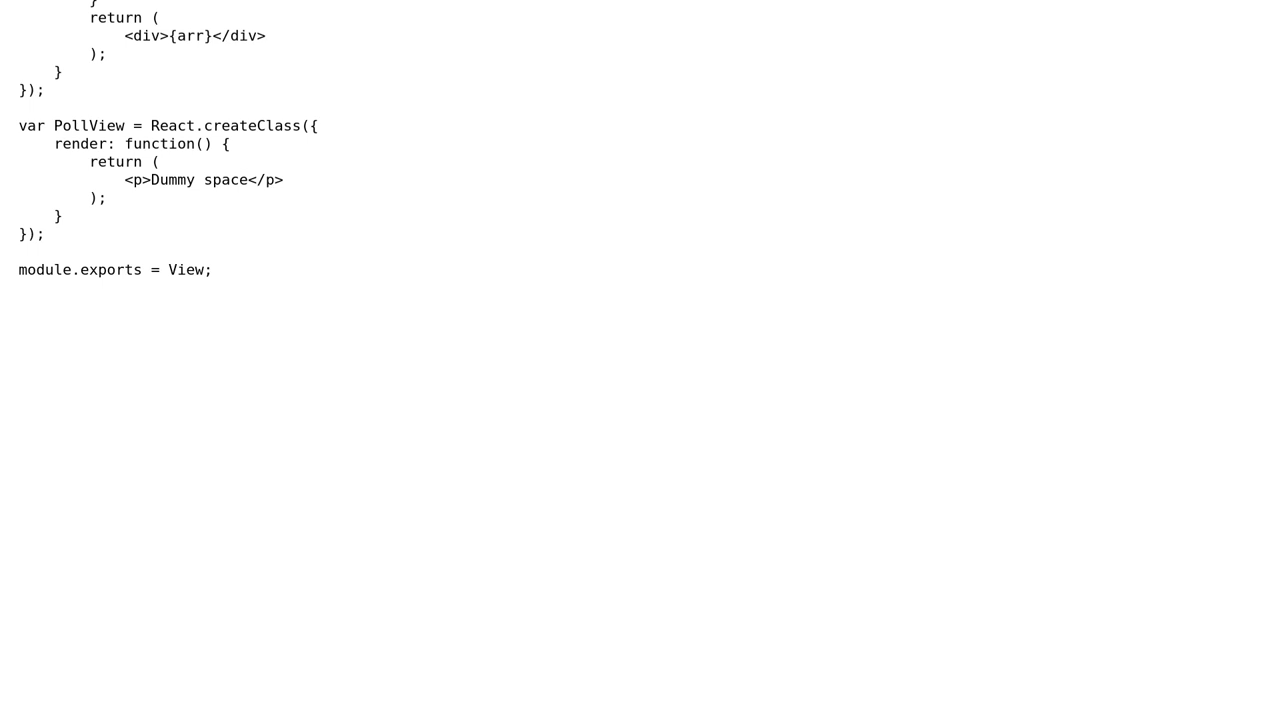 }
        return (
            <div>{arr}</div>
        );
    }
});

var PollView = React.createClass({
    render: function() {
        return (
            <p>Dummy space</p>
        );
    }
});

module.exports = View;